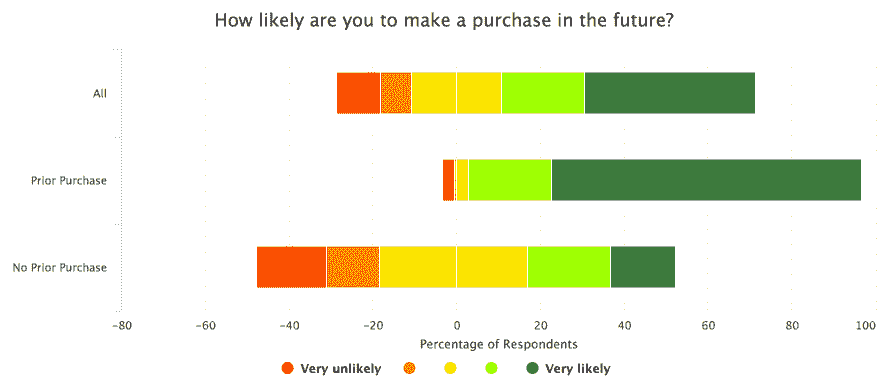 How likely are you to make a purchase in the future?
All
Prior Purchase
No Prior Purchase
-80 -60 -40 -20 0 20 40 60 80 100
Percentage of Respondents
Very unlikely Very likely